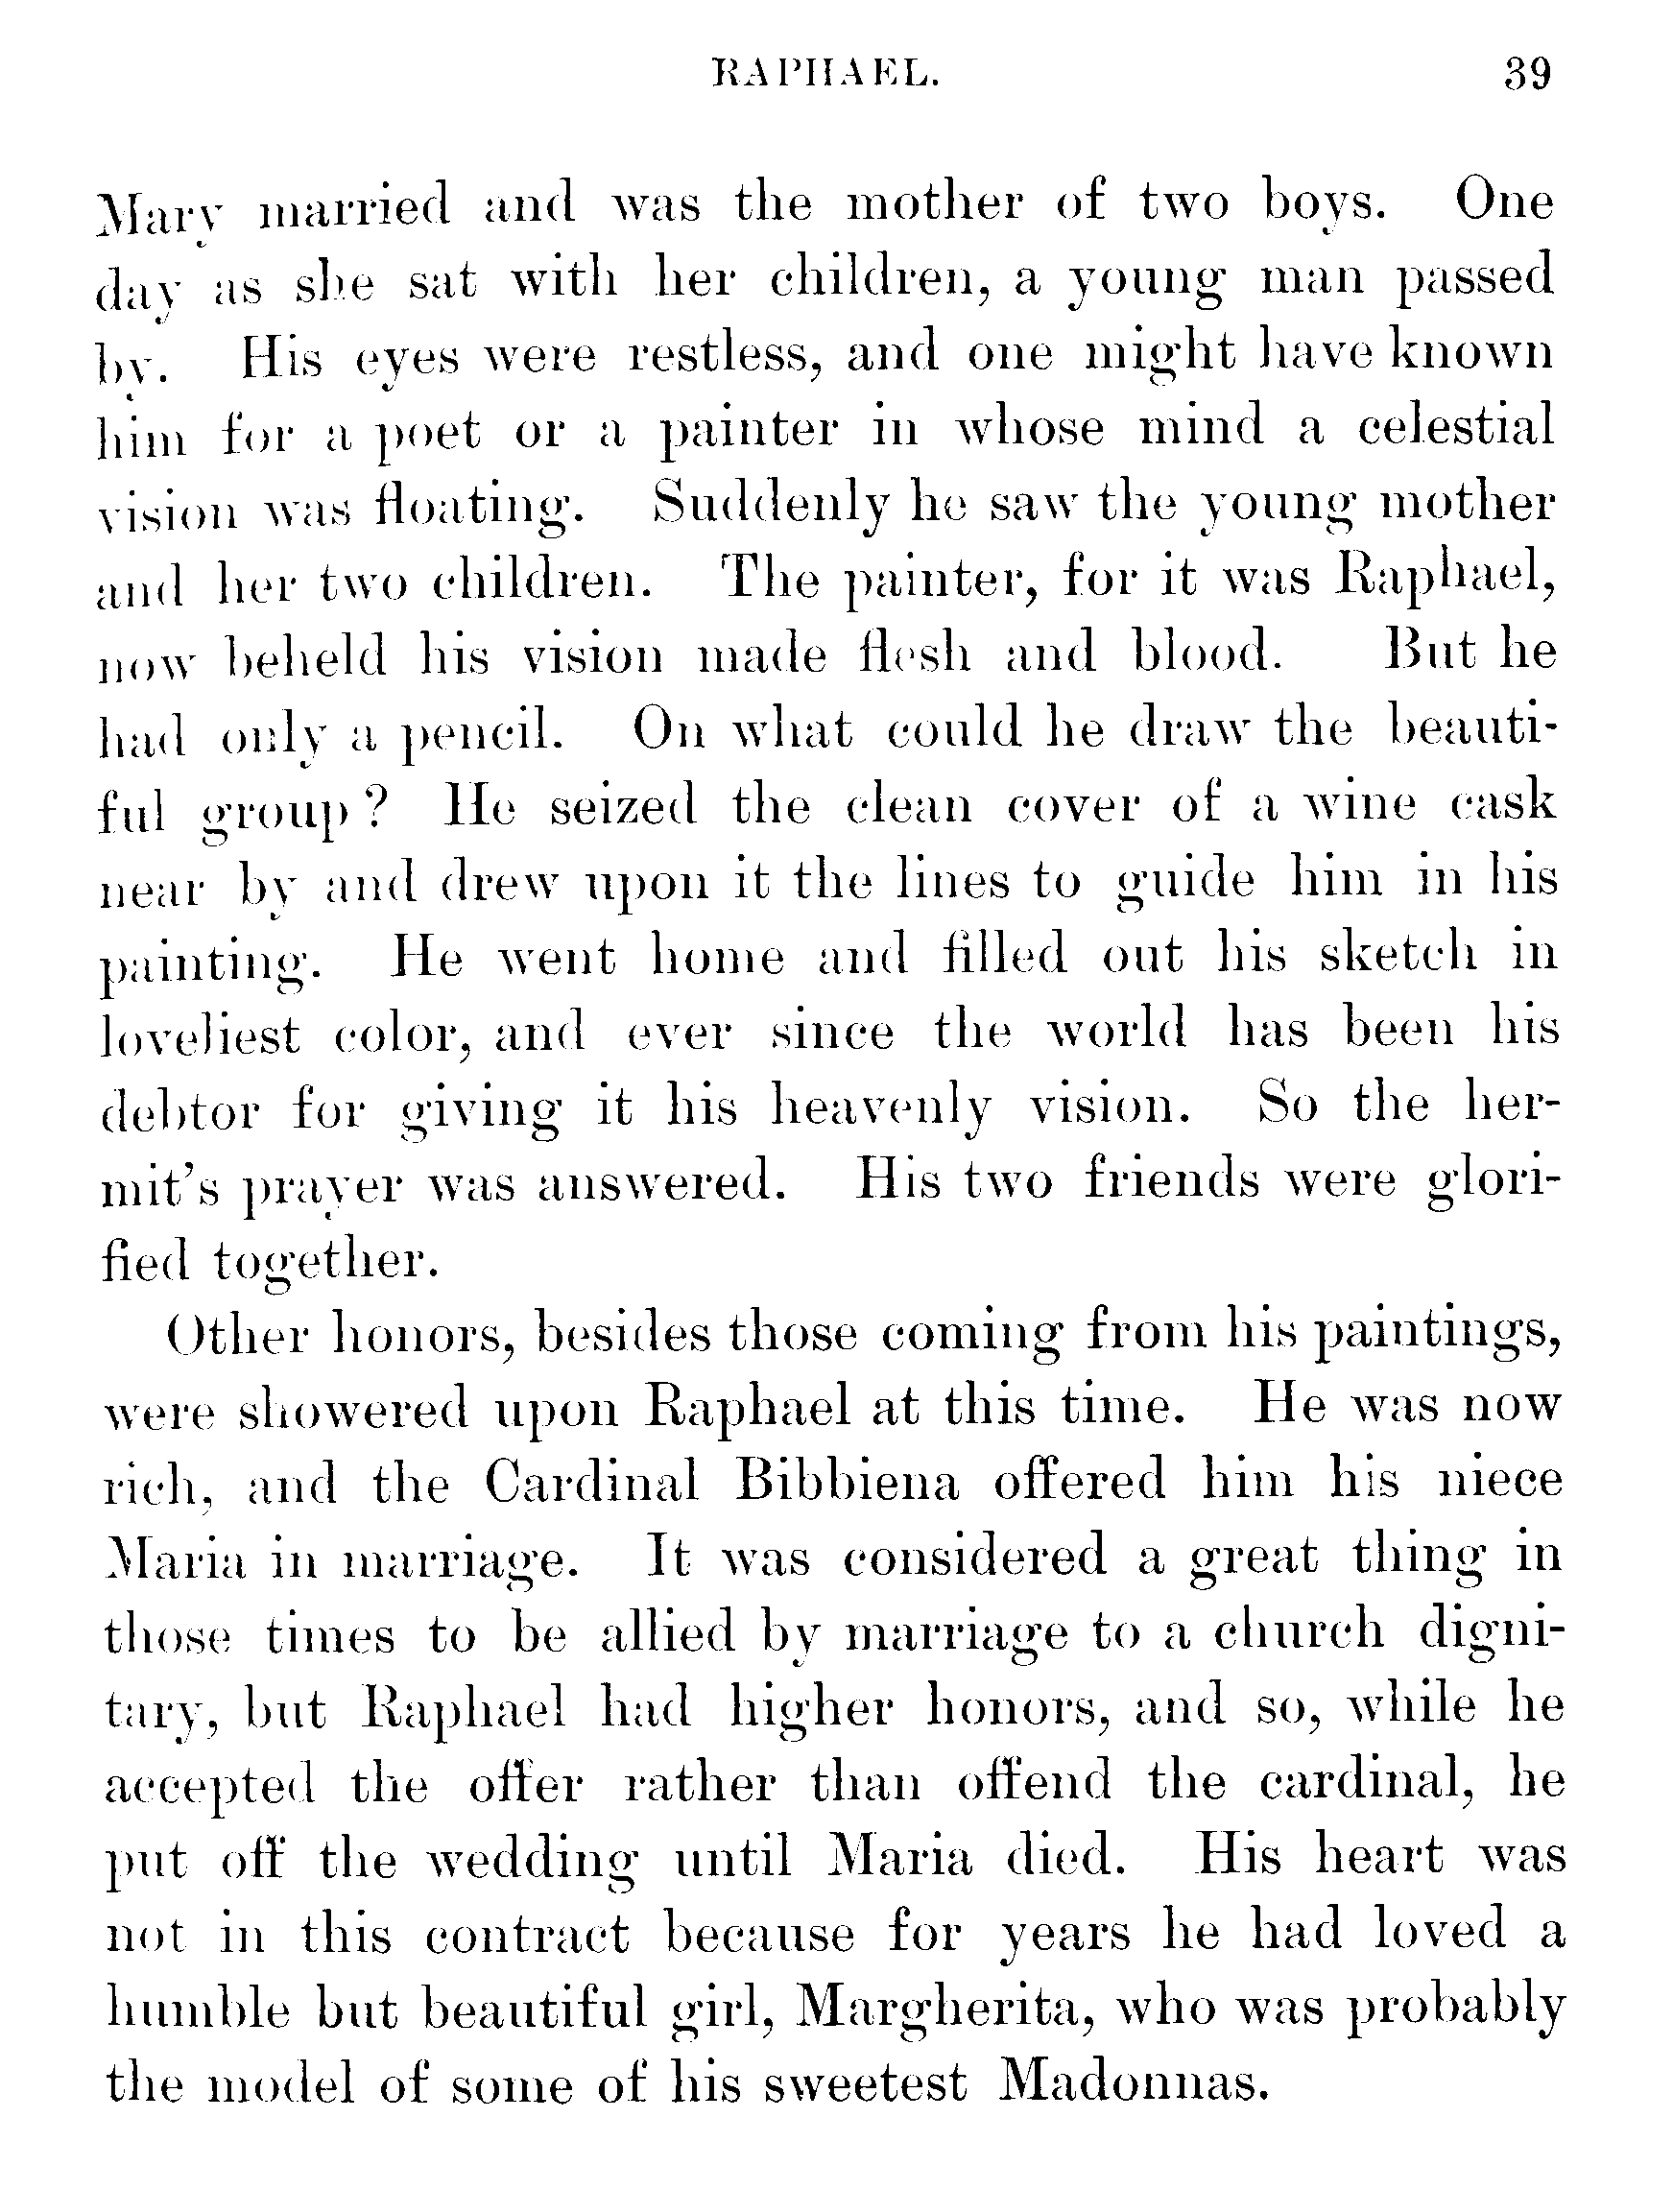 RAPHAEL. 39
Mary married and was the mother of two boys. One
day as she sat with her children, a young man passed
by. His eyes were restless, and one might have known
him for a poet or a painter in whose mind a celestial
vision was floating. Suddenly he saw the young mother
and her two children. The painter, for it was Raphael,
now beheld his vision made flesh and blood. But he
had only a pencil. On what could he draw the beauti-
ful group? He seized the clean cover of a wine cask
near by and drew upon it the lines to guide him in his
painting. He went home and filled out his sketch in
loveliest color, and ever since the world has been his
debtor for giving it his heavenly vision. So the her-
mit's prayer was answered. His two friends were glori-
fied together.
Other honors, besides those coming from his paintings,
were showered upon Raphael at this time. He was now
rich, and the Cardinal Bibbiena offered him his niece
Maria in marriage. It was considered a great thing in
those times to be allied by marriage to a church digni-
tary, but Raphael had higher honors, and so, while he
accepted the offer rather than offend the cardinal, he
put off the wedding until Maria died. His heart was
not in this contract because for years he had loved a
humble but beautiful girl, Margherita, who was probably
the model of some of his sweetest Madonnas.